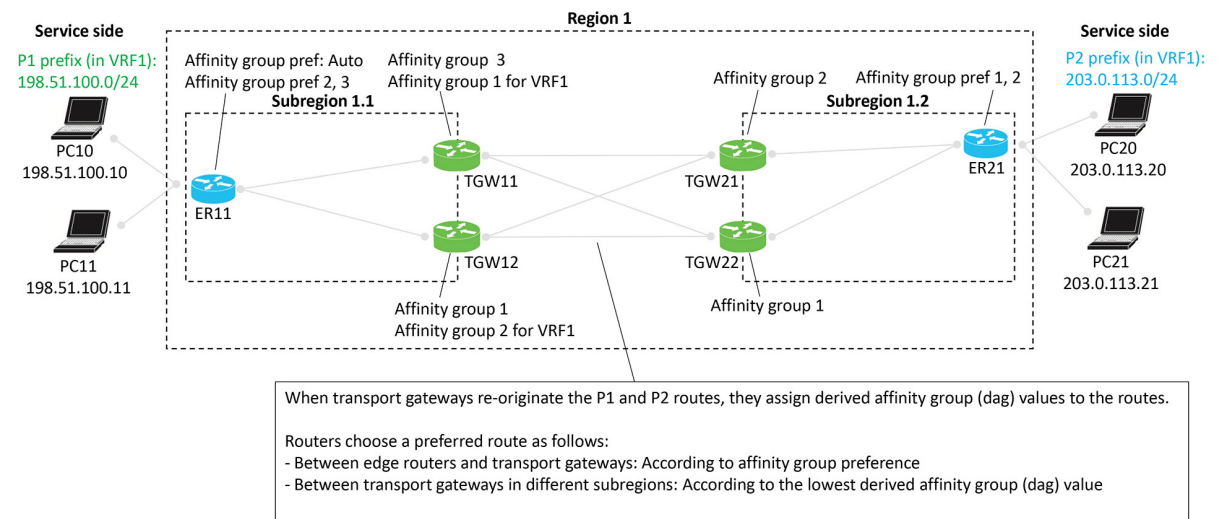 Region 1
Service side
P1 prefix (in VRF1):
198.51.100.0/24
PC10
198.51.100.10
PC11
198.51.100.11
Affinity group pref: Auto
Affinity group pref 2, 3
Subregion 1.1
ER11
Affinity group  3
Affinity group 1 for VRF1
TGW11
TGW12
Affinity group 1
Affinity group 2 for VRF1
Affinity group 2
TGW21
TGW22
Affinity group 1
Affinity group pref 1, 2
Subregion 1.2
ER21
Service side
P2 prefix (in VRF1):
203.0.113.0/24
PC20
203.0.113.20
PC21
203.0.113.21
When transport gateways re-originate the P1 and P2 routes, they assign derived affinity group (dag) values to the routes.
Routers choose a preferred route as follows:
- Between edge routers and transport gateways: According to affinity group preference
- Between transport gateways in different subregions: According to the lowest derived affinity group (dag) value